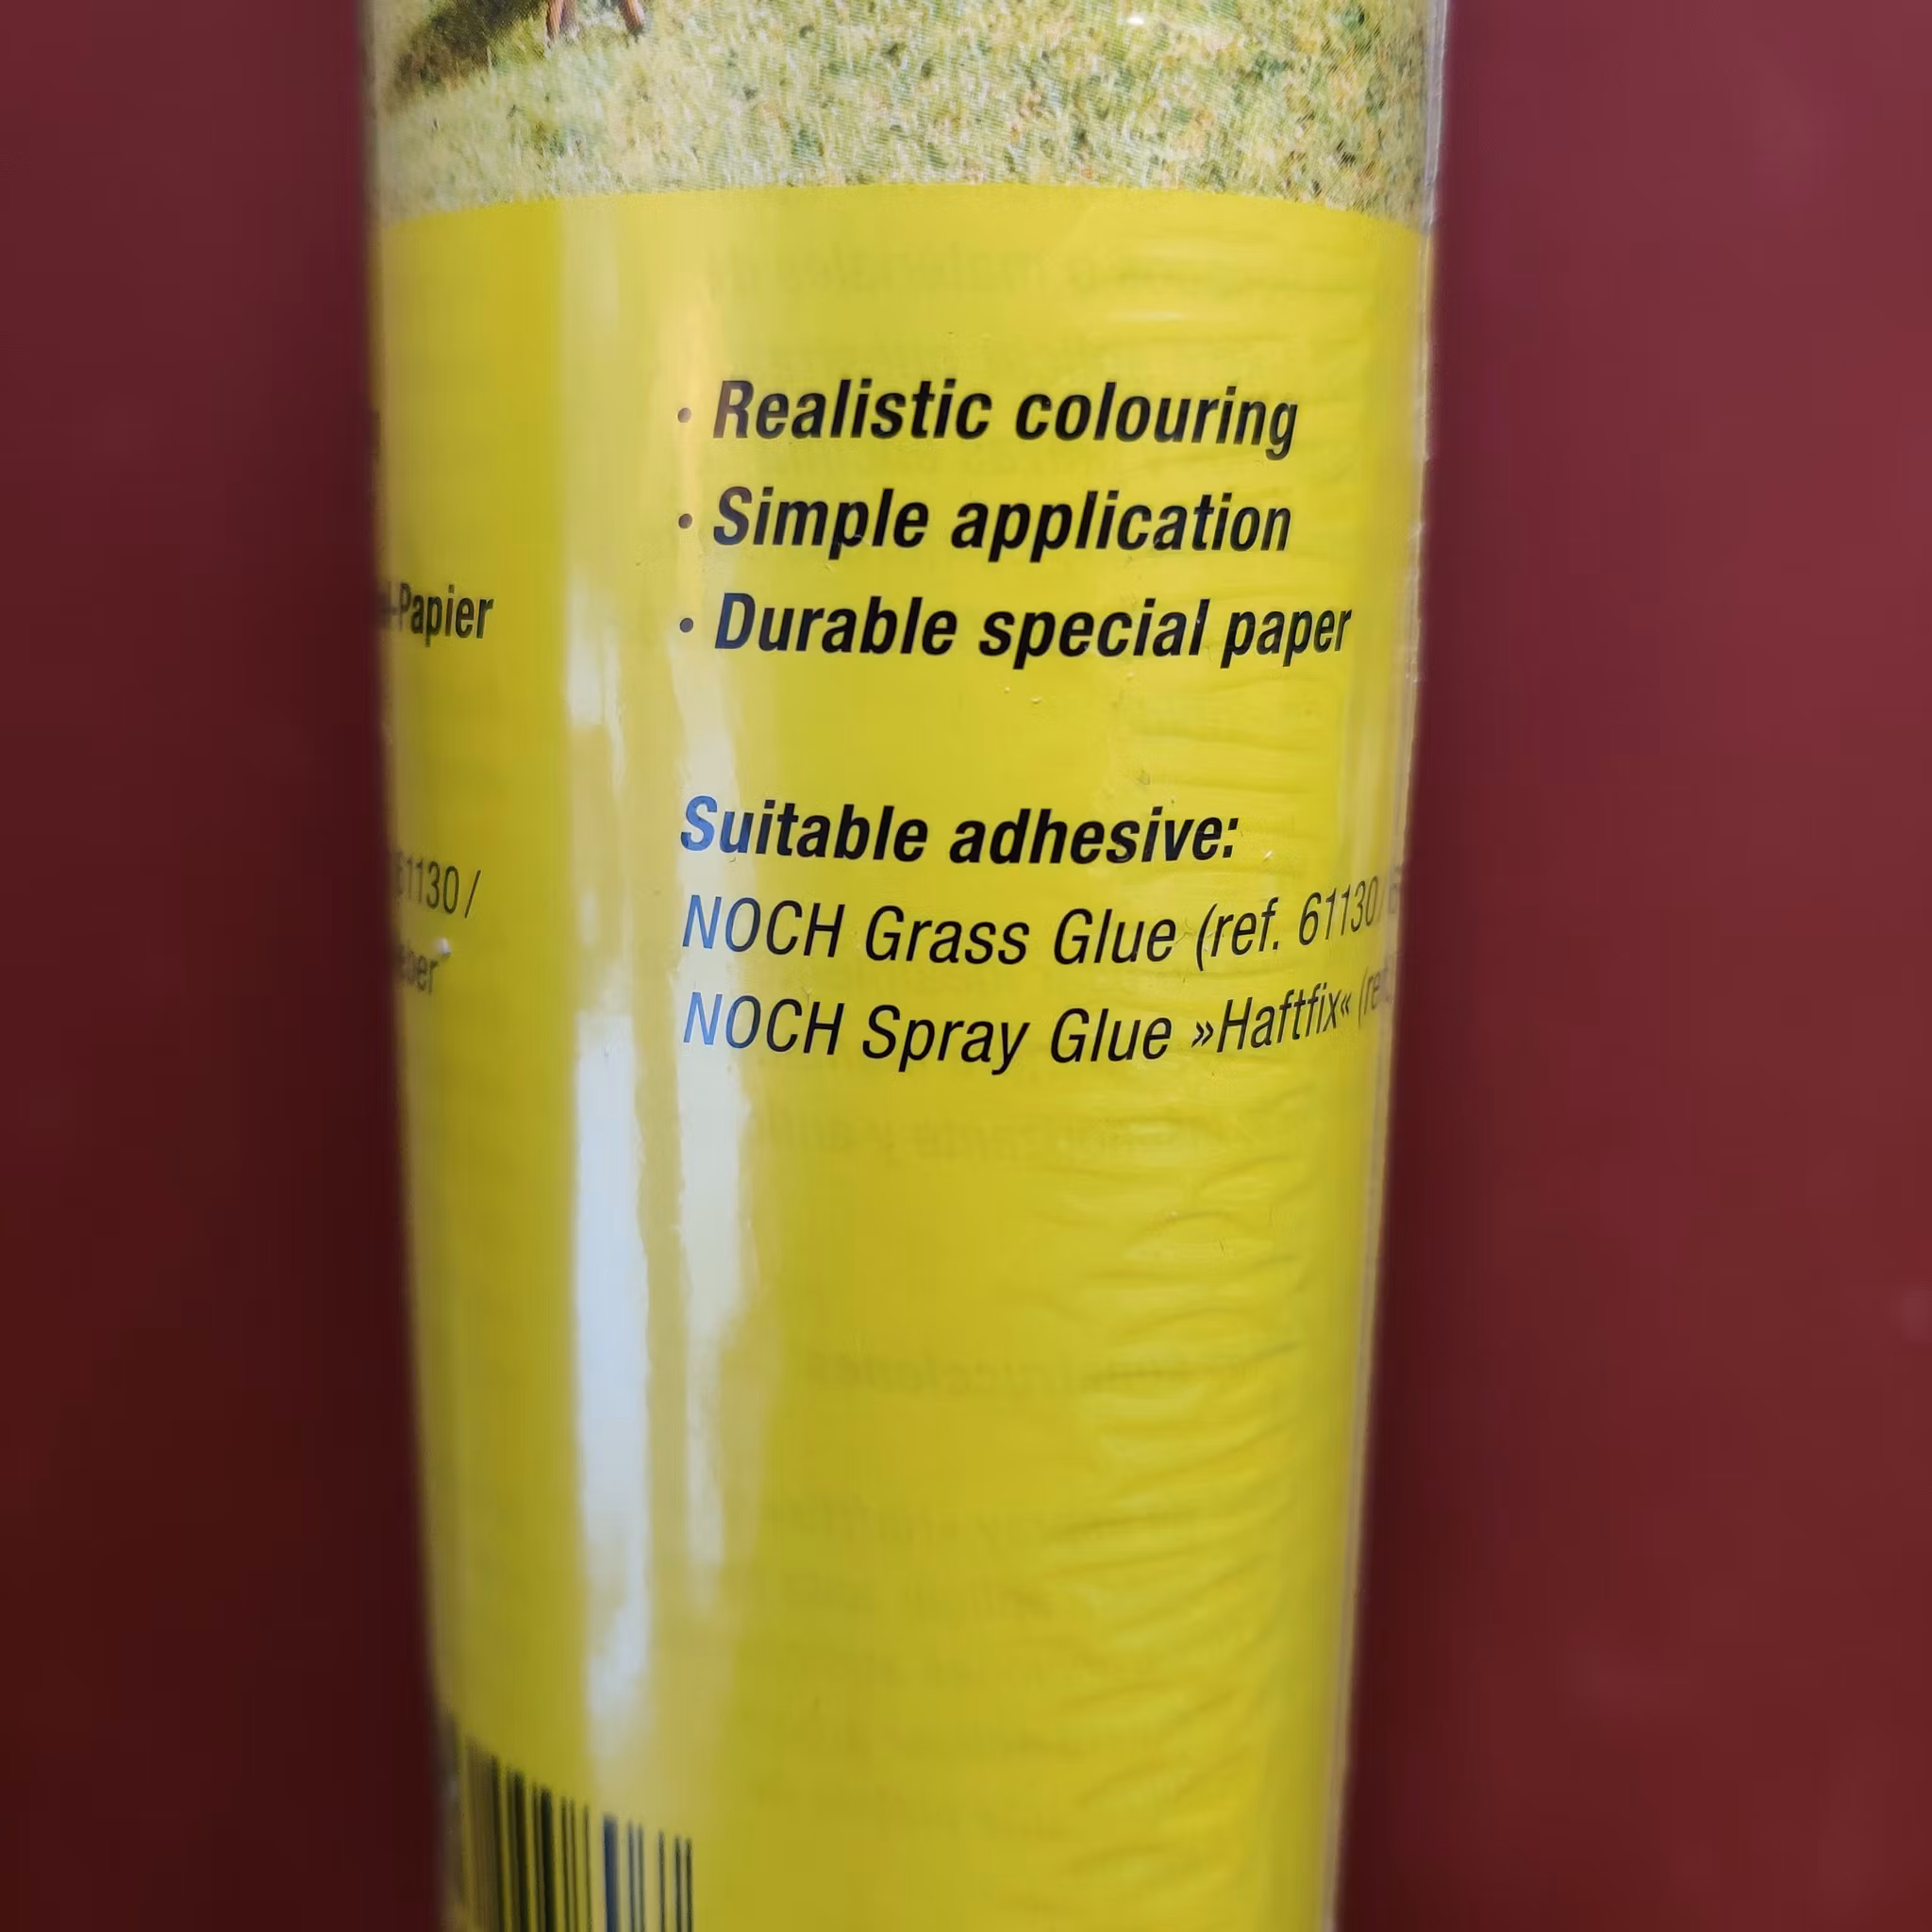 · Realistic colouring
· Simple application
· Durable special paper
-Papier
Suitable adhesive:
NOCH Grass Glue (ref. 61130/
NOCH Spray Glue »Haftfix«
1130/